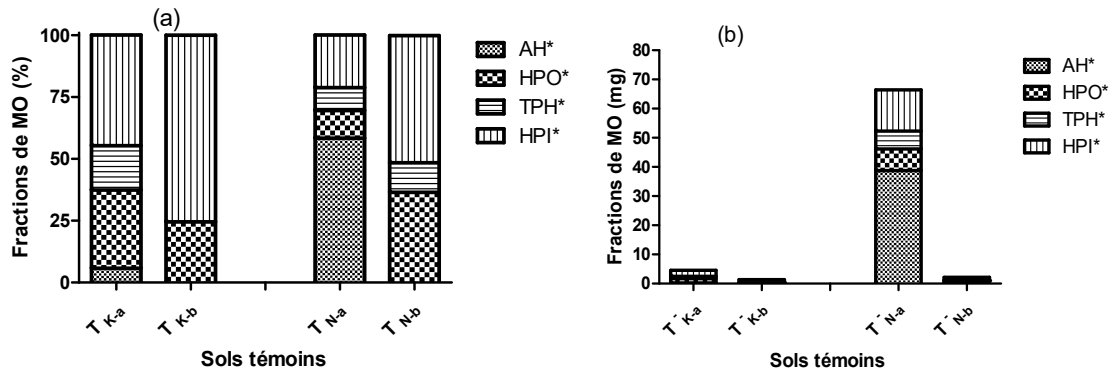 (a)
Fractions de MO (%)
100
75
50
25
0
T K-a
T K-b
T N-a
T N-b
Sols témoins
AH*
HPO*
TPH*
HPI*
(b)
Fractions de MO (mg)
80
70
60
50
40
30
20
10
0
T- K-a
T- K-b
T- N-a
T- N-b
Sols témoins
AH*
HPO*
TPH*
HPI*